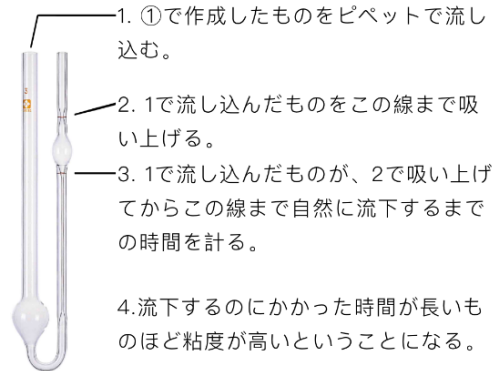 1. ①で作成したものをピペットで流し
込む。
2. 1で流し込んだものをこの線まで吸
い上げる。
3. 1で流し込んだものが、2で吸い上げ
てからこの線まで自然に流下するまで
の時間を計る。
4.流下するのにかかった時間が長いも
のほど粘度が高いということになる。